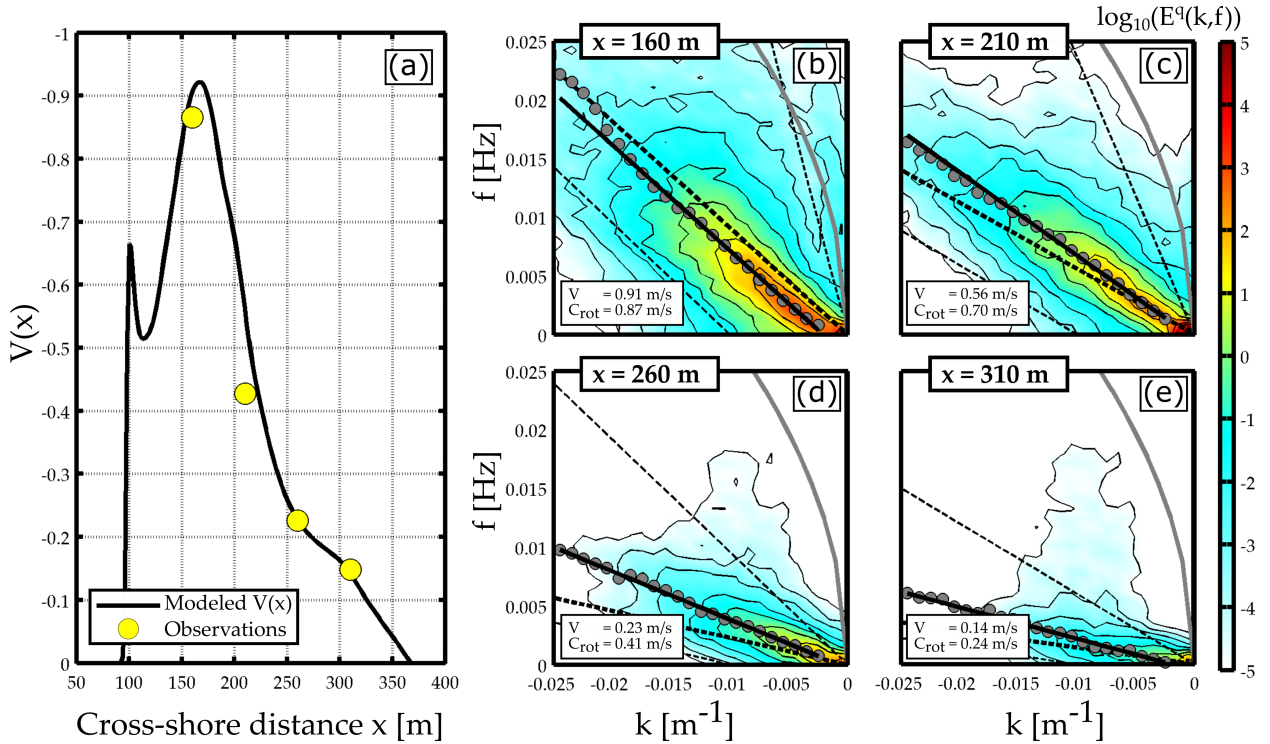 log10(Eq(k,f))
(a)
-1
-0.9
-0.8
-0.7
-0.6
-0.5
-0.4
-0.3
-0.2
-0.1
0
V(x)
50 100 150 200 250 300 350 400
Cross-shore distance x [m]
Modeled V(x)
Observations
x = 160 m
(b)
0.025
0.02
0.015
0.01
0.005
0
f [Hz]
V = 0.91 m/s
Crot = 0.87 m/s
x = 210 m
(c)
V = 0.56 m/s
Crot = 0.70 m/s
x = 260 m
(d)
0.025
0.02
0.015
0.01
0.005
0
f [Hz]
V = 0.23 m/s
Crot = 0.41 m/s
-0.025 -0.02 -0.015 -0.01 -0.005 0
k [m-1]
x = 310 m
(e)
V = 0.14 m/s
Crot = 0.24 m/s
-0.025 -0.02 -0.015 -0.01 -0.005 0
k [m-1]
5
4
3
2
1
0
-1
-2
-3
-4
-5